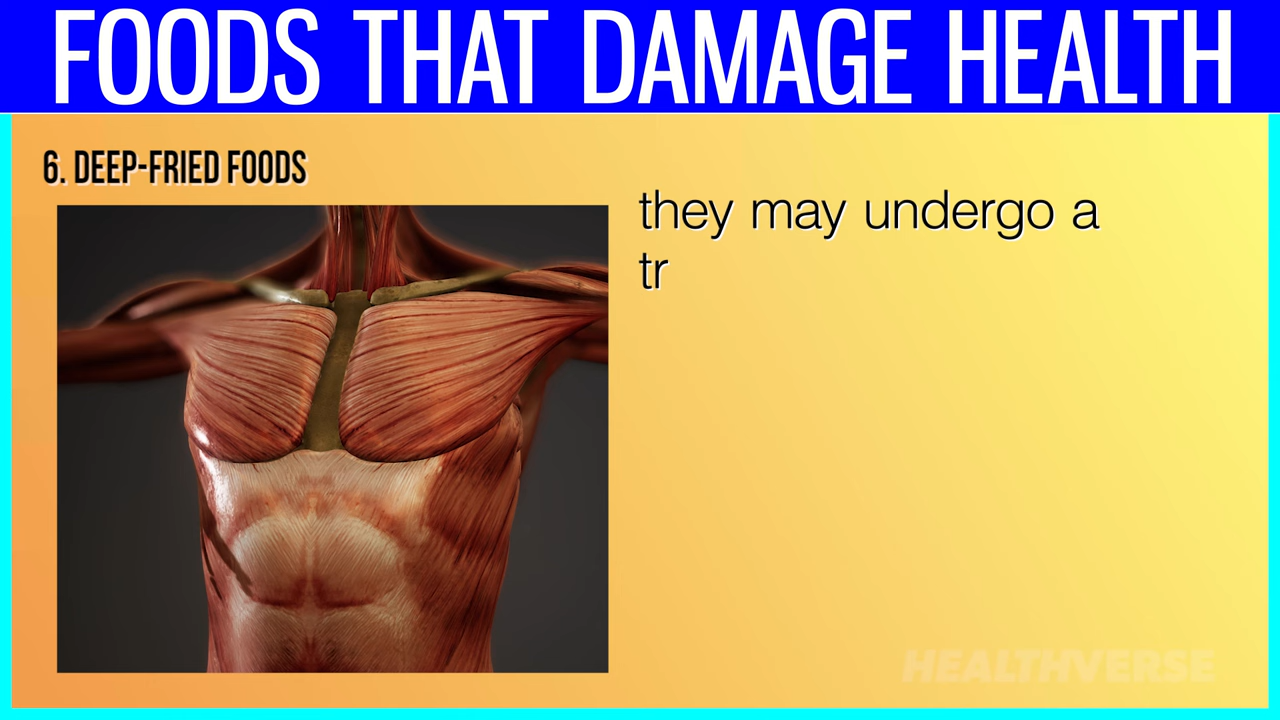 FOODS THAT DAMAGE HEALTH
6. DEEP-FRIED FOODS
they may undergo a
tr
HEALTHVERSE